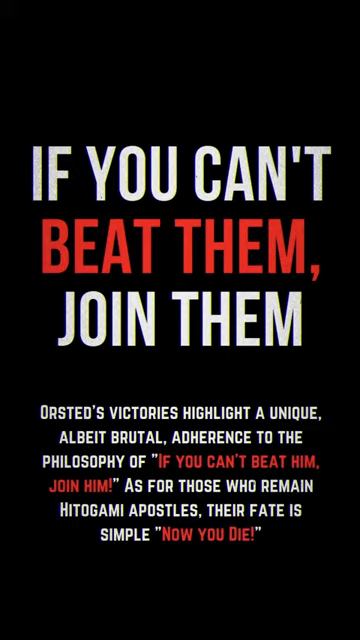 IF YOU CAN'T
BEAT THEM,
JOIN THEM
ORSTED'S VICTORIES HIGHLIGHT A UNIQUE,
ALBEIT BRUTAL, ADHERENCE TO THE
PHILOSOPHY OF "IF YOU CAN'T BEAT HIM,
JOIN HIM!" AS FOR THOSE WHO REMAIN
HITOGAMI APOSTLES, THEIR FATE IS
SIMPLE "NOW YOU DIE!"